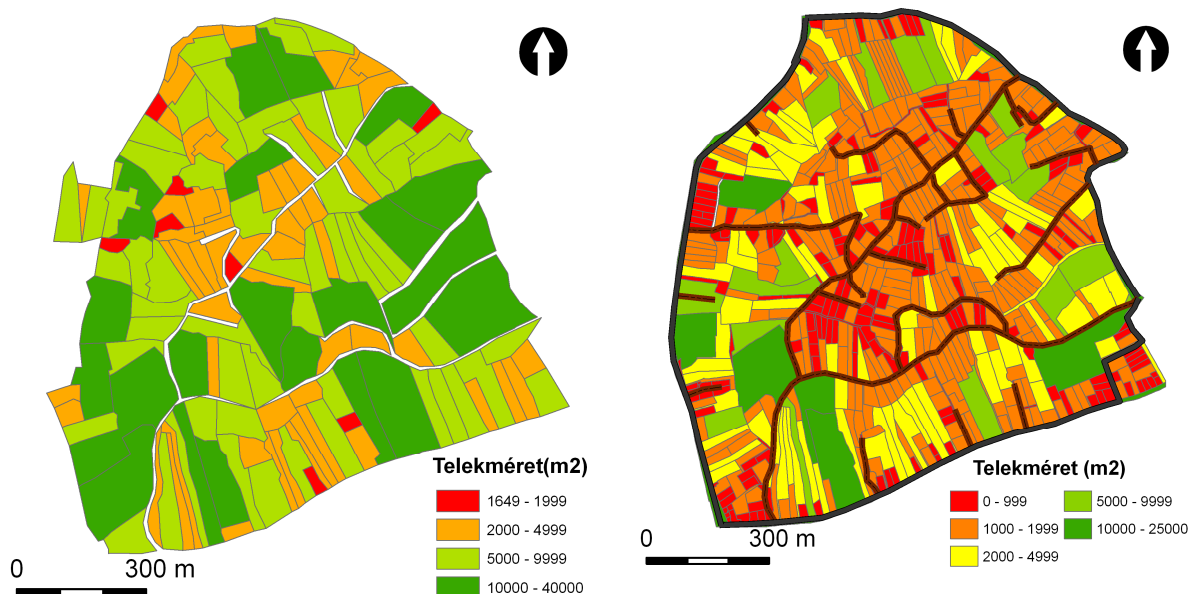 Telekméret(m2)
1649 - 1999
2000 - 4999
5000 - 9999
10000 - 40000
0 300 m
Telekméret (m2)
0 - 999
1000 - 1999
2000 - 4999
5000 - 9999
10000 - 25000
0 300 m